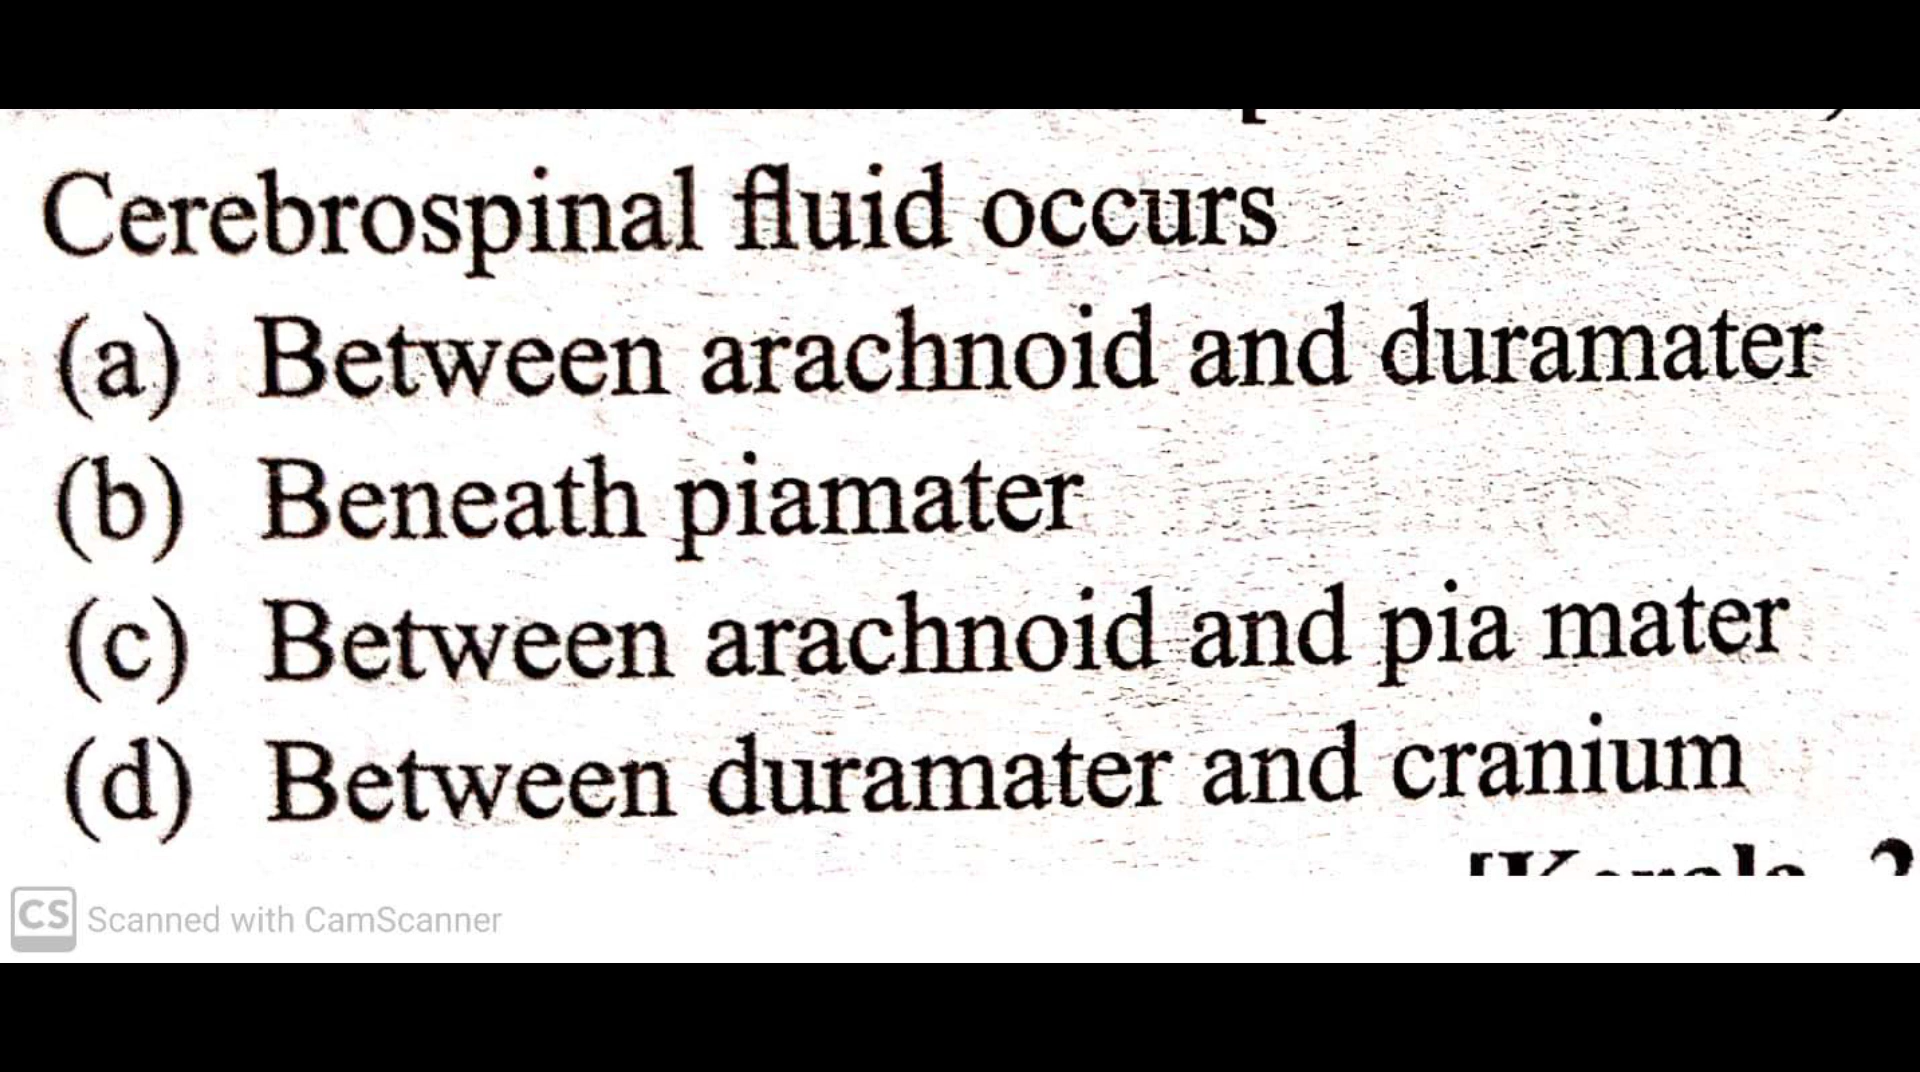 Cerebrospinal fluid occurs
(a) Between arachnoid and duramater
(b) Beneath piamater
(c) Between arachnoid and pia mater
(d) Between duramater and cranium
CS Scanned with CamScanner